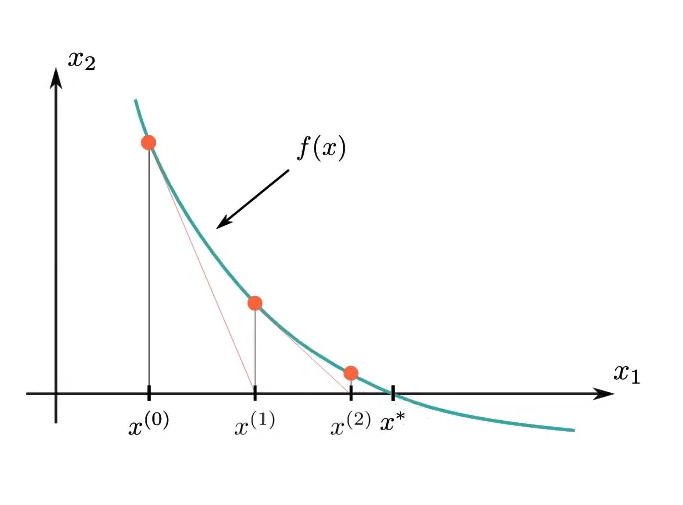 x₂
f(x)
x₁
x⁽⁰⁾ x⁽¹⁾ x⁽²⁾ x*